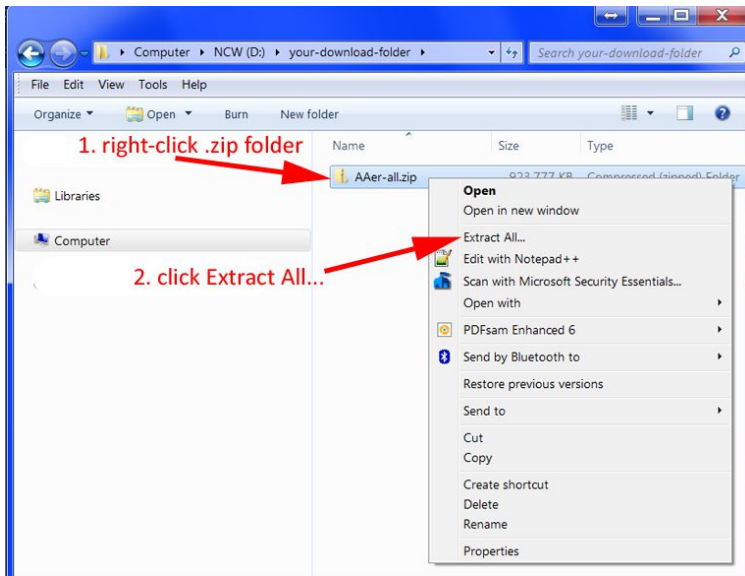 Computer ▸ NCW (D:) ▸ your-download-folder ▸
Search your-download-folder
File Edit View Tools Help
Organize Open Burn New folder
1. right-click .zip folder
Name Size Type
AAer-all.zip 923,777 KB Compressed (zipped) Folder
Libraries
Computer
2. click Extract All...
Open
Open in new window
Extract All...
Edit with Notepad++
Scan with Microsoft Security Essentials...
Open with
PDFsam Enhanced 6
Send by Bluetooth to
Restore previous versions
Send to
Cut
Copy
Create shortcut
Delete
Rename
Properties